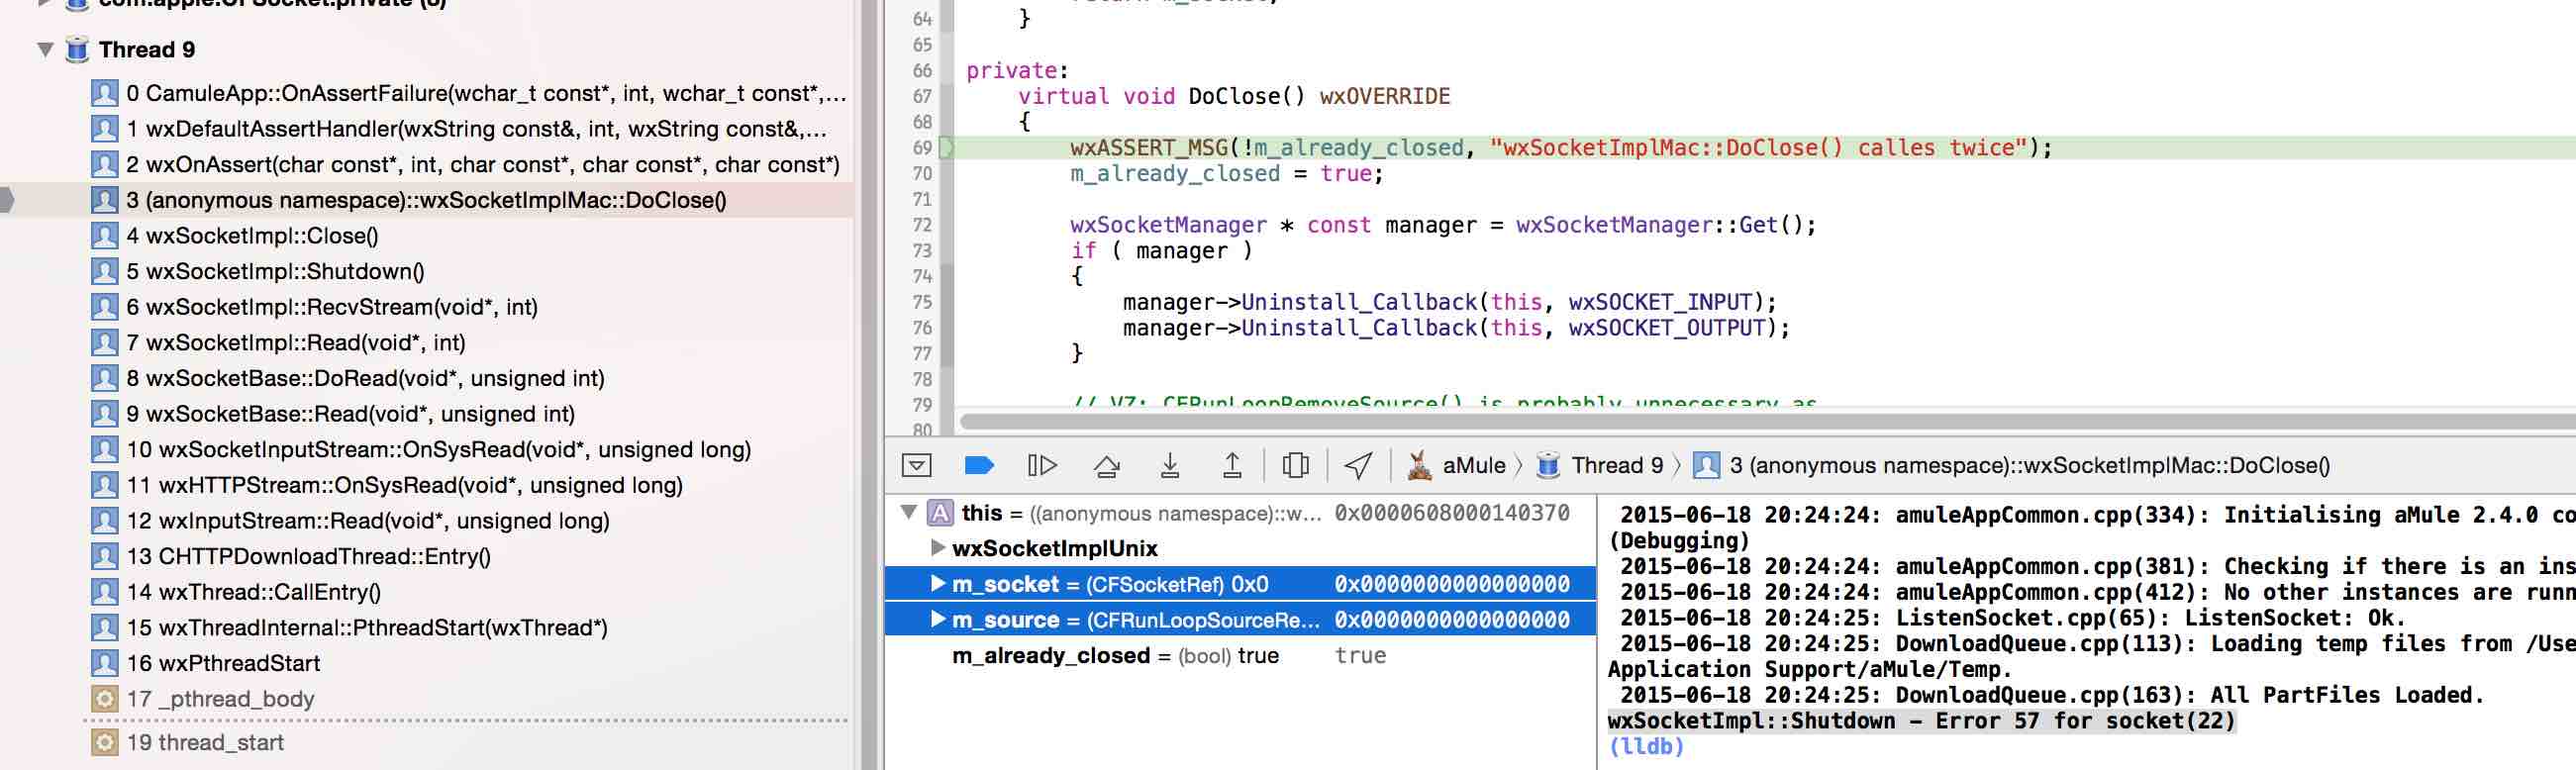 com.apple.CFSocket.private (8)
Thread 9
0 CamuleApp::OnAssertFailure(wchar_t const*, int, wchar_t const*,...
1 wxDefaultAssertHandler(wxString const&, int, wxString const&,...
2 wxOnAssert(char const*, int, char const*, char const*, char const*)
3 (anonymous namespace)::wxSocketImplMac::DoClose()
4 wxSocketImpl::Close()
5 wxSocketImpl::Shutdown()
6 wxSocketImpl::RecvStream(void*, int)
7 wxSocketImpl::Read(void*, int)
8 wxSocketBase::DoRead(void*, unsigned int)
9 wxSocketBase::Read(void*, unsigned int)
10 wxSocketInputStream::OnSysRead(void*, unsigned long)
11 wxHTTPStream::OnSysRead(void*, unsigned long)
12 wxInputStream::Read(void*, unsigned long)
13 CHTTPDownloadThread::Entry()
14 wxThread::CallEntry()
15 wxThreadInternal::PthreadStart(wxThread*)
16 wxPthreadStart
17 _pthread_body
19 thread_start
return m_socket;
64 }
65
66 private:
67 virtual void DoClose() wxOVERRIDE
68 {
69 wxASSERT_MSG(!m_already_closed, "wxSocketImplMac::DoClose() calles twice");
70 m_already_closed = true;
71
72 wxSocketManager * const manager = wxSocketManager::Get();
73 if ( manager )
74 {
75 manager->Uninstall_Callback(this, wxSOCKET_INPUT);
76 manager->Uninstall_Callback(this, wxSOCKET_OUTPUT);
77 }
78
79 // VZ: CFRunLoopRemoveSource() is probably unnecessary as
80
aMule Thread 9 3 (anonymous namespace)::wxSocketImplMac::DoClose()
A this = ((anonymous namespace)::w... 0x0000608000140370
wxSocketImplUnix
m_socket = (CFSocketRef) 0x0 0x0000000000000000
m_source = (CFRunLoopSourceRe... 0x0000000000000000
m_already_closed = (bool) true true
2015-06-18 20:24:24: amuleAppCommon.cpp(334): Initialising aMule 2.4.0 co
(Debugging)
2015-06-18 20:24:24: amuleAppCommon.cpp(381): Checking if there is an ins
2015-06-18 20:24:24: amuleAppCommon.cpp(412): No other instances are runn
2015-06-18 20:24:25: ListenSocket.cpp(65): ListenSocket: Ok.
2015-06-18 20:24:25: DownloadQueue.cpp(113): Loading temp files from /Use
Application Support/aMule/Temp.
2015-06-18 20:24:25: DownloadQueue.cpp(163): All PartFiles Loaded.
wxSocketImpl::Shutdown - Error 57 for socket(22)
(lldb)